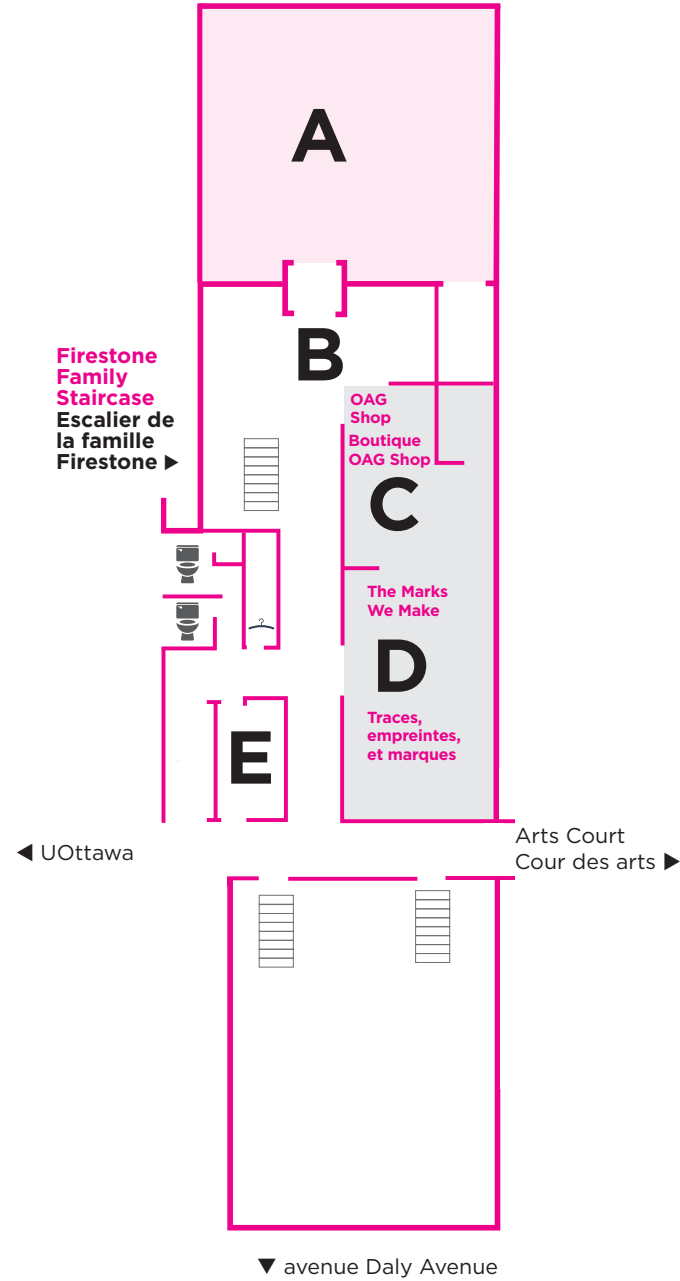 A
B
Firestone
Family
Staircase
Escalier de
la famille
Firestone ▶
OAG
Shop
Boutique
OAG Shop
C
The Marks
We Make
D
Traces,
empreintes,
et marques
E
◀ UOttawa
Arts Court
Cour des arts ▶
▼ avenue Daly Avenue